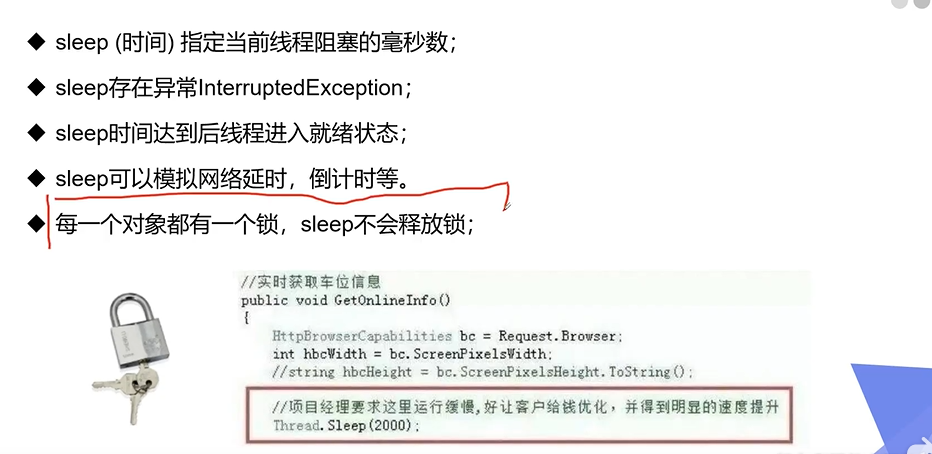 ◆ sleep (时间) 指定当前线程阻塞的毫秒数；
◆ sleep存在异常InterruptedException；
◆ sleep时间达到后线程进入就绪状态；
◆ sleep可以模拟网络延时，倒计时等。
◆ 每一个对象都有一个锁，sleep不会释放锁；
//实时获取车位信息
public void GetOnlineInfo()
{
HttpBrowserCapabilities bc = Request.Browser;
int hbcWidth = bc.ScreenPixelsWidth;
//string hbcHeight = bc.ScreenPixelsHeight.ToString();
//项目经理要求这里运行缓慢,好让客户给钱优化，并得到明显的速度提升
Thread.Sleep(2000);